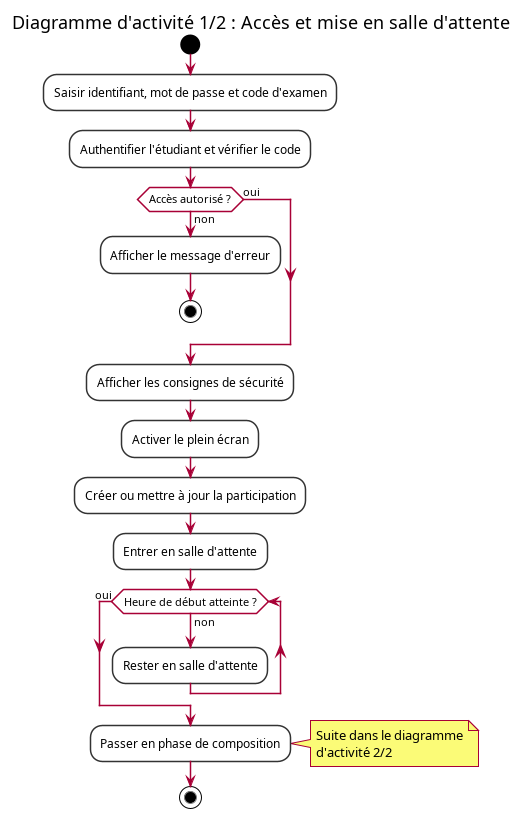 Diagramme d'activité 1/2 : Accès et mise en salle d'attente
Saisir identifiant, mot de passe et code d'examen
Authentifier l'étudiant et vérifier le code
Accès autorisé ?
oui
non
Afficher le message d'erreur
Afficher les consignes de sécurité
Activer le plein écran
Créer ou mettre à jour la participation
Entrer en salle d'attente
oui
Heure de début atteinte ?
non
Rester en salle d'attente
Passer en phase de composition
Suite dans le diagramme
d'activité 2/2